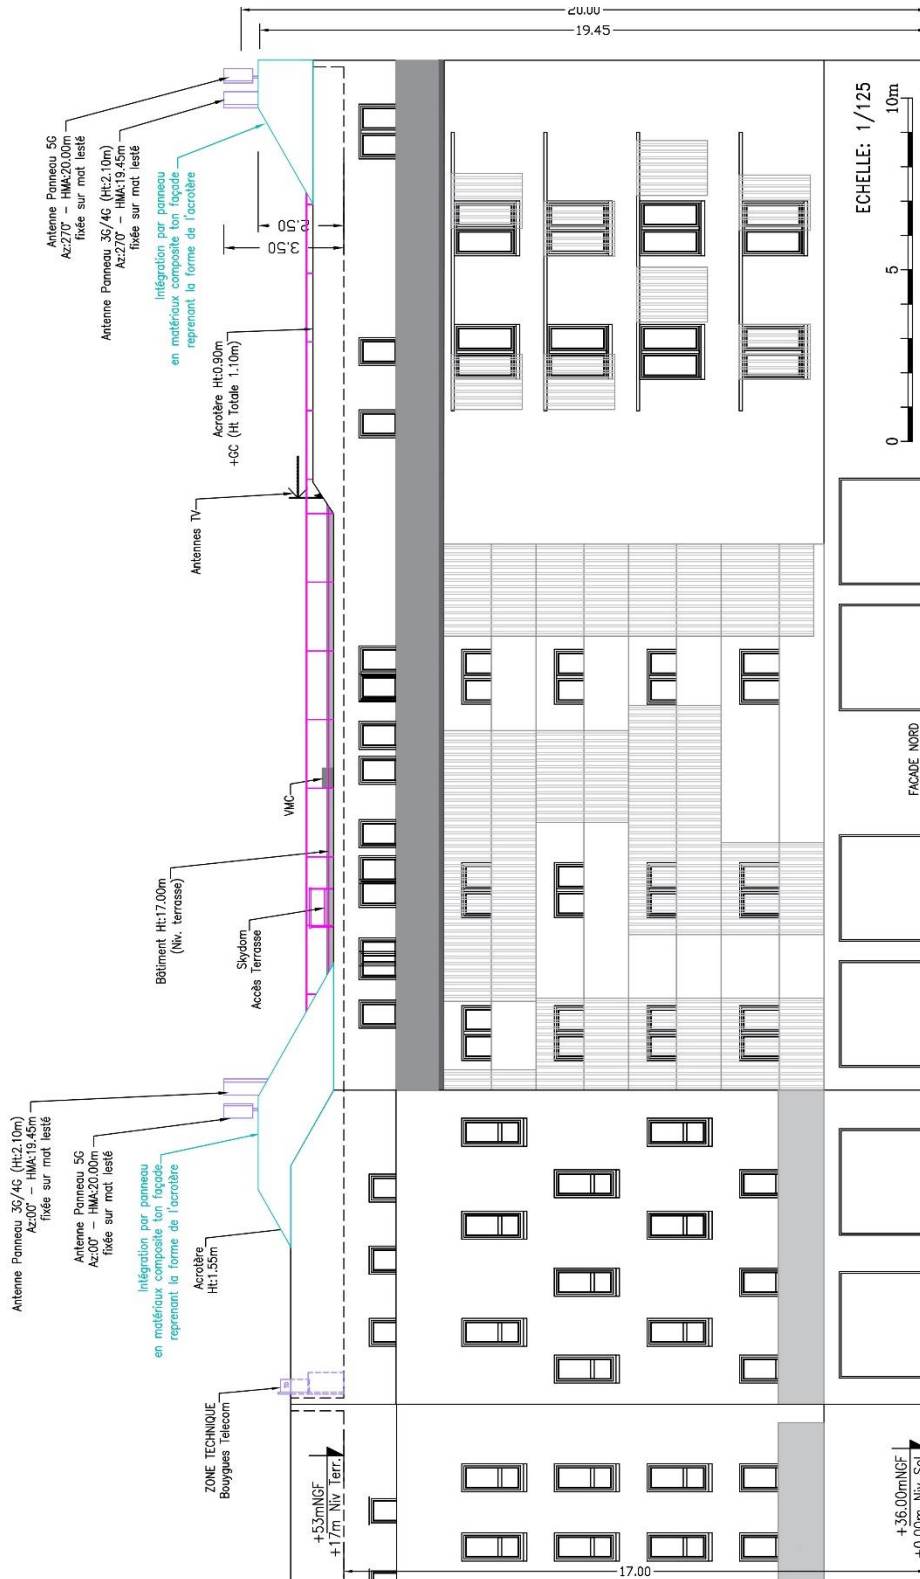 20.00
19.45
Antenne Panneau 5G
Az:270° - HMA:20.00m
fixée sur mat lesté
Antenne Panneau 3G/4G (Ht:2.10m)
Az:270° - HMA:19.45m
fixée sur mat lesté
Intégration par panneau
en matériaux composite ton façade
reprenant la forme de l'acrotère
2.50
3.50
Acrotère Ht:0.90m
+GC (Ht Totale 1.10m)
Antennes TV
VMC
Bâtiment Ht:17.00m
(Niv. terrasse)
Skydom
Accès Terrasse
Antenne Panneau 3G/4G (Ht:2.10m)
Az:00° - HMA:19.45m
fixée sur mat lesté
Antenne Panneau 5G
Az:00° - HMA:20.00m
fixée sur mat lesté
Intégration par panneau
en matériaux composite ton façade
reprenant la forme de l'acrotère
Acrotère
Ht:1.55m
ZONE TECHNIQUE
Bouygues Telecom
+53mNGF
+17m Niv Terr.
17.00
+36.00mNGF
+0.00m Niv Sol
FACADE NORD
ECHELLE: 1/125
0 5 10m